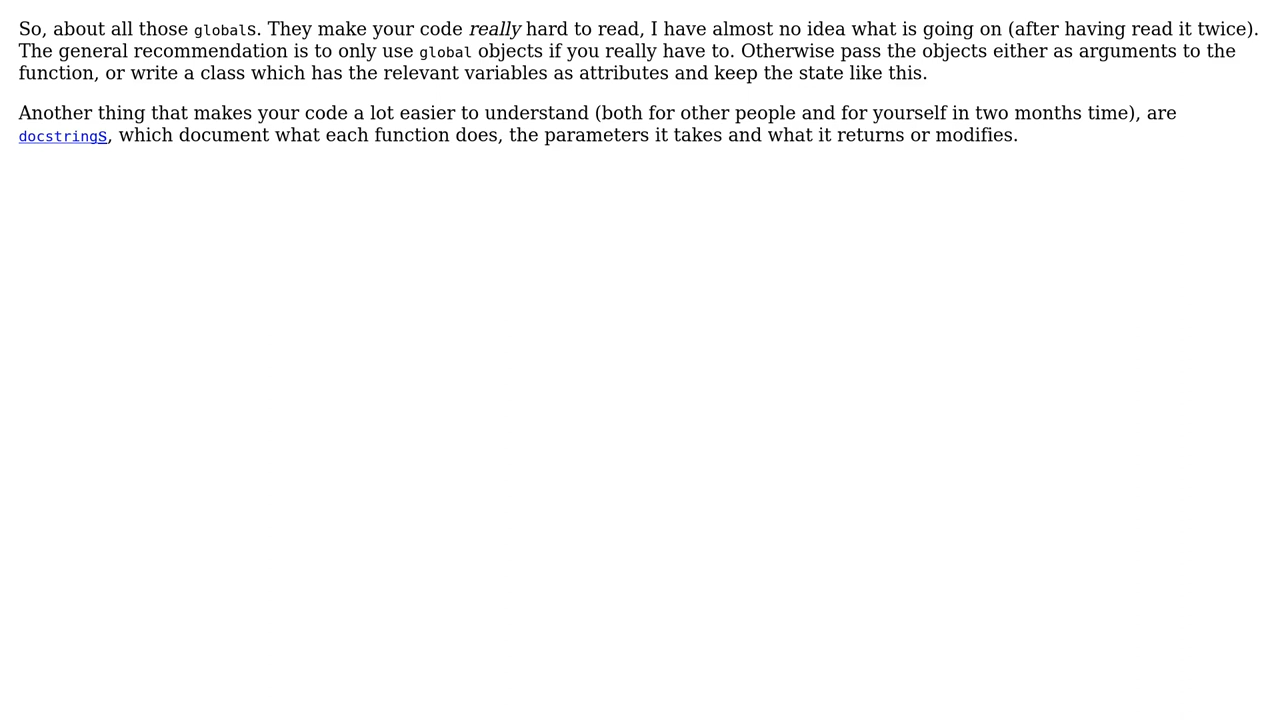 So, about all those globals. They make your code really hard to read, I have almost no idea what is going on (after having read it twice).
The general recommendation is to only use global objects if you really have to. Otherwise pass the objects either as arguments to the
function, or write a class which has the relevant variables as attributes and keep the state like this.
Another thing that makes your code a lot easier to understand (both for other people and for yourself in two months time), are
docstrings, which document what each function does, the parameters it takes and what it returns or modifies.